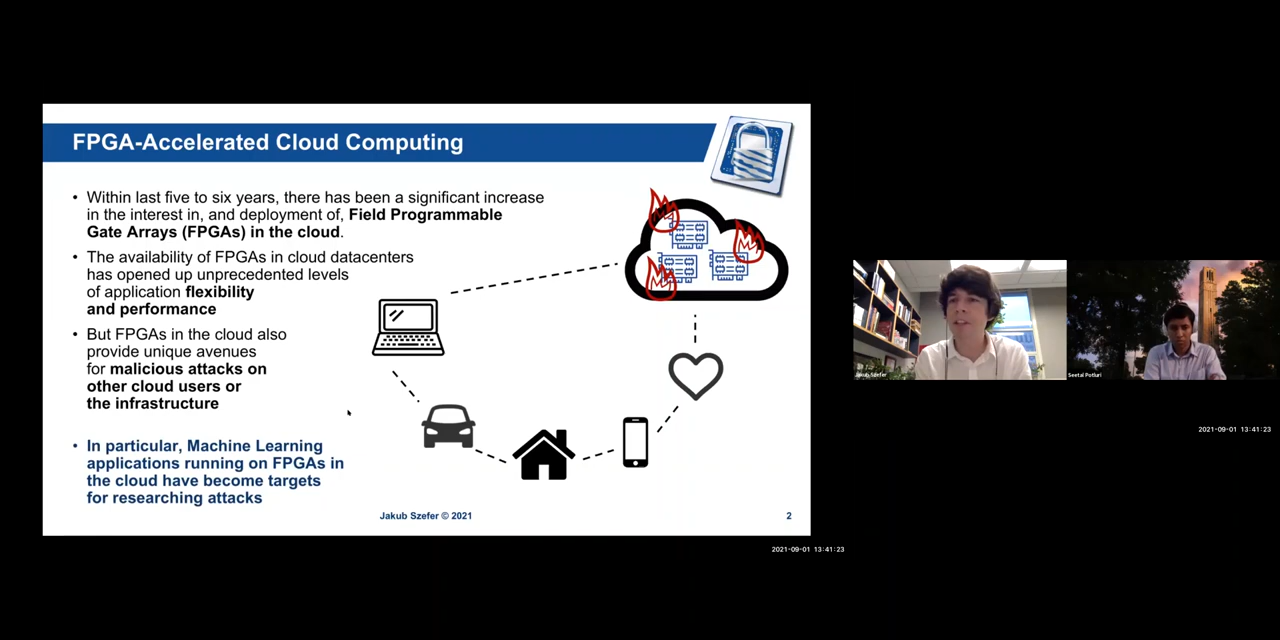 FPGA-Accelerated Cloud Computing
• Within last five to six years, there has been a significant increase
in the interest in, and deployment of, Field Programmable
Gate Arrays (FPGAs) in the cloud.
• The availability of FPGAs in cloud datacenters
has opened up unprecedented levels
of application flexibility
and performance
• But FPGAs in the cloud also
provide unique avenues
for malicious attacks on
other cloud users or
the infrastructure
• In particular, Machine Learning
applications running on FPGAs in
the cloud have become targets
for researching attacks
Jakub Szefer © 2021
2
Jakub Szefer
Seetal Potluri
2021-09-01 13:41:23
2021-09-01 13:41:23